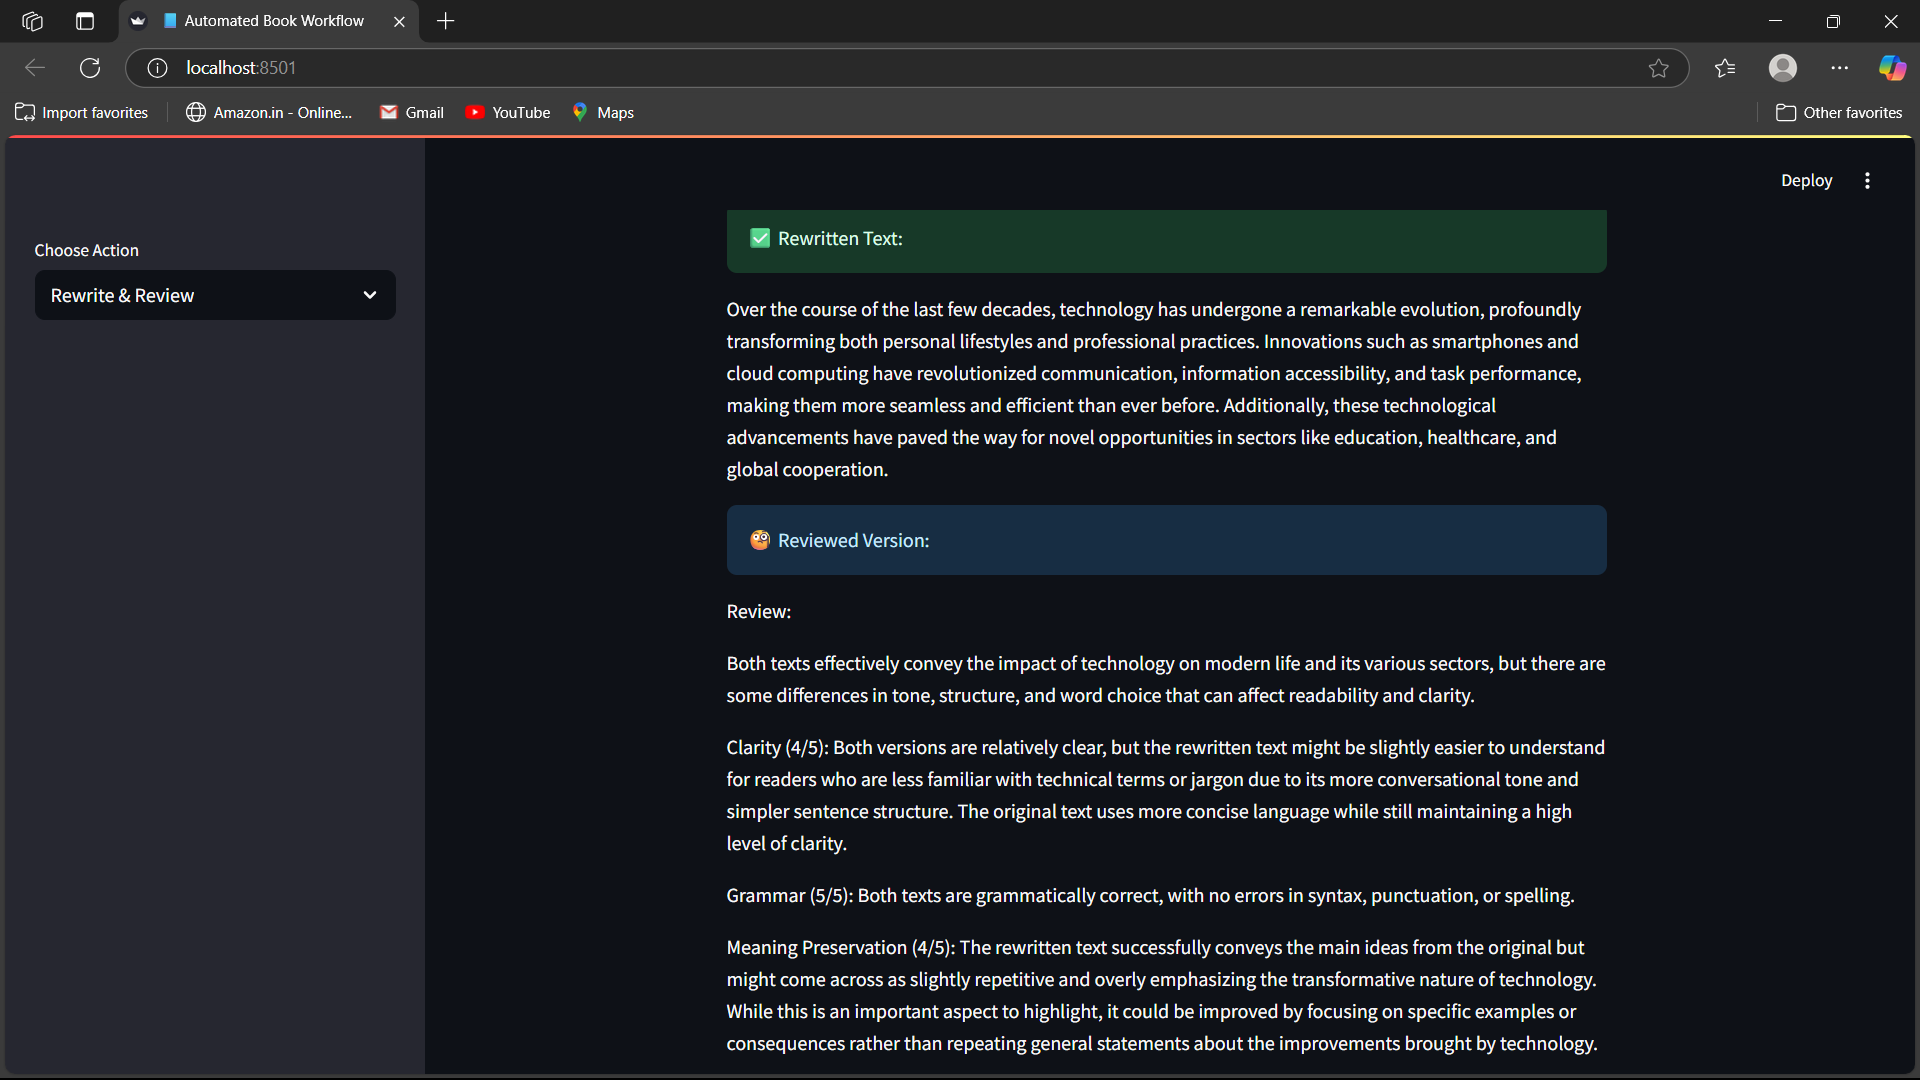 Automated Book Workflow
localhost:8501
Import favorites
Amazon.in - Online...
Gmail
YouTube
Maps
Other favorites
Deploy
Choose Action
Rewrite & Review
✅ Rewritten Text:
Over the course of the last few decades, technology has undergone a remarkable evolution, profoundly
transforming both personal lifestyles and professional practices. Innovations such as smartphones and
cloud computing have revolutionized communication, information accessibility, and task performance,
making them more seamless and efficient than ever before. Additionally, these technological
advancements have paved the way for novel opportunities in sectors like education, healthcare, and
global cooperation.
🧐 Reviewed Version:
Review:
Both texts effectively convey the impact of technology on modern life and its various sectors, but there are
some differences in tone, structure, and word choice that can affect readability and clarity.
Clarity (4/5): Both versions are relatively clear, but the rewritten text might be slightly easier to understand
for readers who are less familiar with technical terms or jargon due to its more conversational tone and
simpler sentence structure. The original text uses more concise language while still maintaining a high
level of clarity.
Grammar (5/5): Both texts are grammatically correct, with no errors in syntax, punctuation, or spelling.
Meaning Preservation (4/5): The rewritten text successfully conveys the main ideas from the original but
might come across as slightly repetitive and overly emphasizing the transformative nature of technology.
While this is an important aspect to highlight, it could be improved by focusing on specific examples or
consequences rather than repeating general statements about the improvements brought by technology.